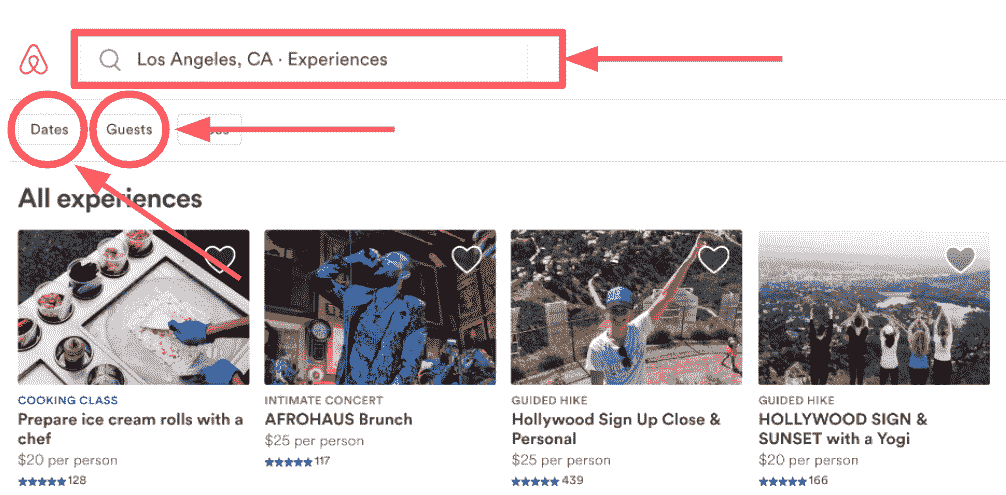 Los Angeles, CA · Experiences
Dates
Guests
All experiences
COOKING CLASS
Prepare ice cream rolls with a
chef
$20 per person
128
INTIMATE CONCERT
AFROHAUS Brunch
$25 per person
117
GUIDED HIKE
Hollywood Sign Up Close &
Personal
$25 per person
439
GUIDED HIKE
HOLLYWOOD SIGN &
SUNSET with a Yogi
$20 per person
166